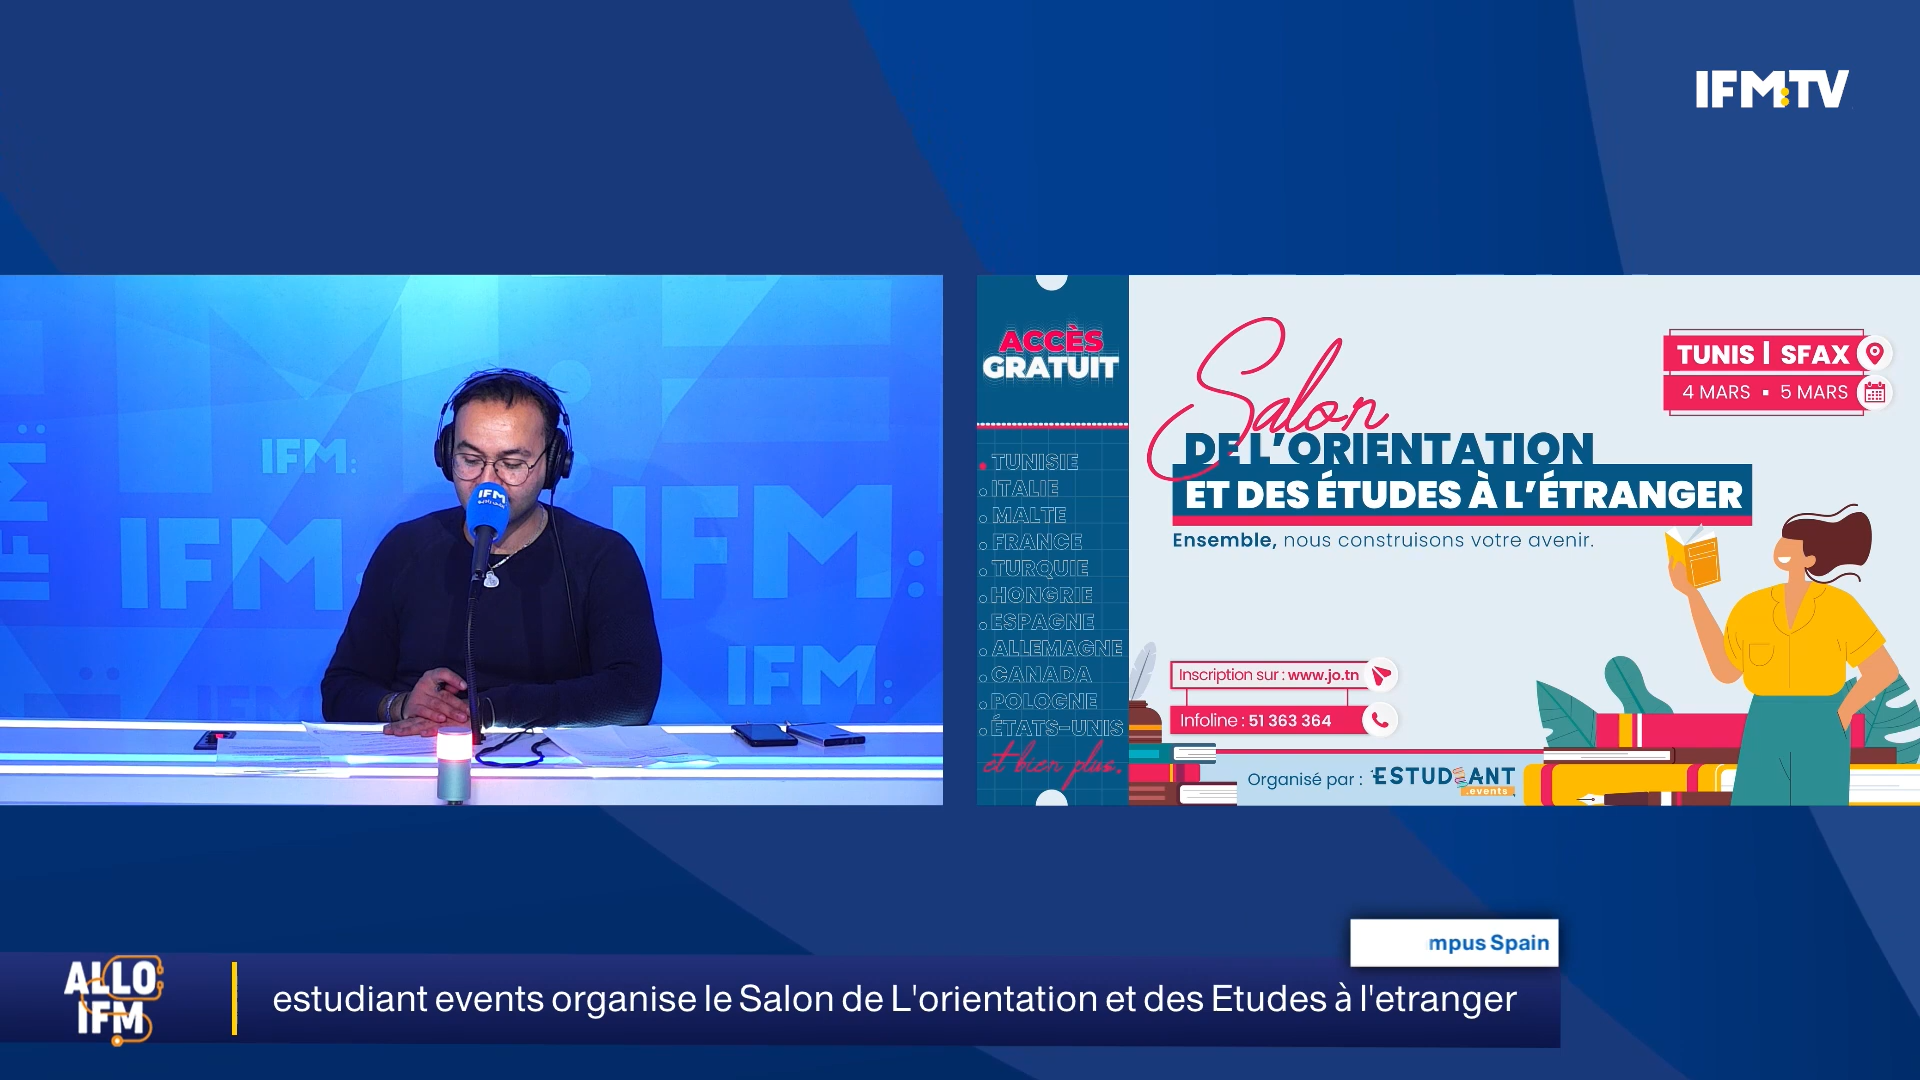 IFM:TV
IFM:
IFM:
IFM:
IFM:
IFM
IFM
ACCÈS
GRATUIT
TUNISIE
ITALIE
MALTE
FRANCE
TURQUIE
HONGRIE
ESPAGNE
ALLEMAGNE
CANADA
POLOGNE
ÉTATS-UNIS
et bien plus.
Salon
DE L'ORIENTATION
ET DES ÉTUDES À L'ÉTRANGER
Ensemble, nous construisons votre avenir.
TUNIS | SFAX
4 MARS ▪ 5 MARS
Inscription sur : www.jo.tn
Infoline : 51 363 364
Organisé par : ESTUDIANT
.events
mpus Spain
ALLO
IFM
estudiant events organise le Salon de L'orientation et des Etudes à l'etranger